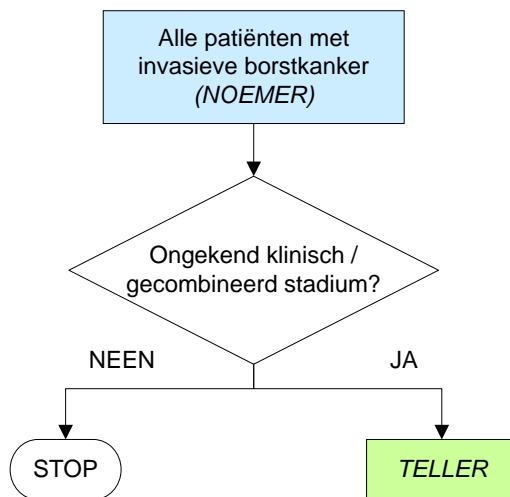 Alle patiënten met
invasieve borstkanker
(NOEMER)
Ongekend klinisch /
gecombineerd stadium?
NEEN
JA
STOP
TELLER